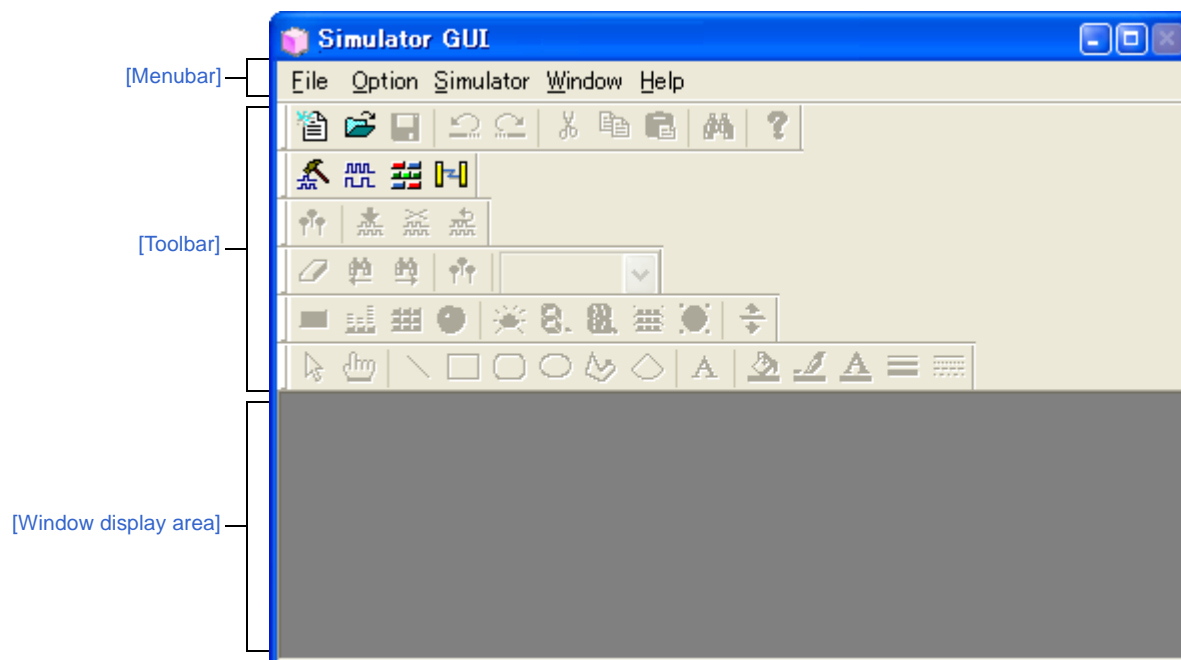 Simulator GUI
[Menubar]
File Option Simulator Window Help
[Toolbar]
[Window display area]